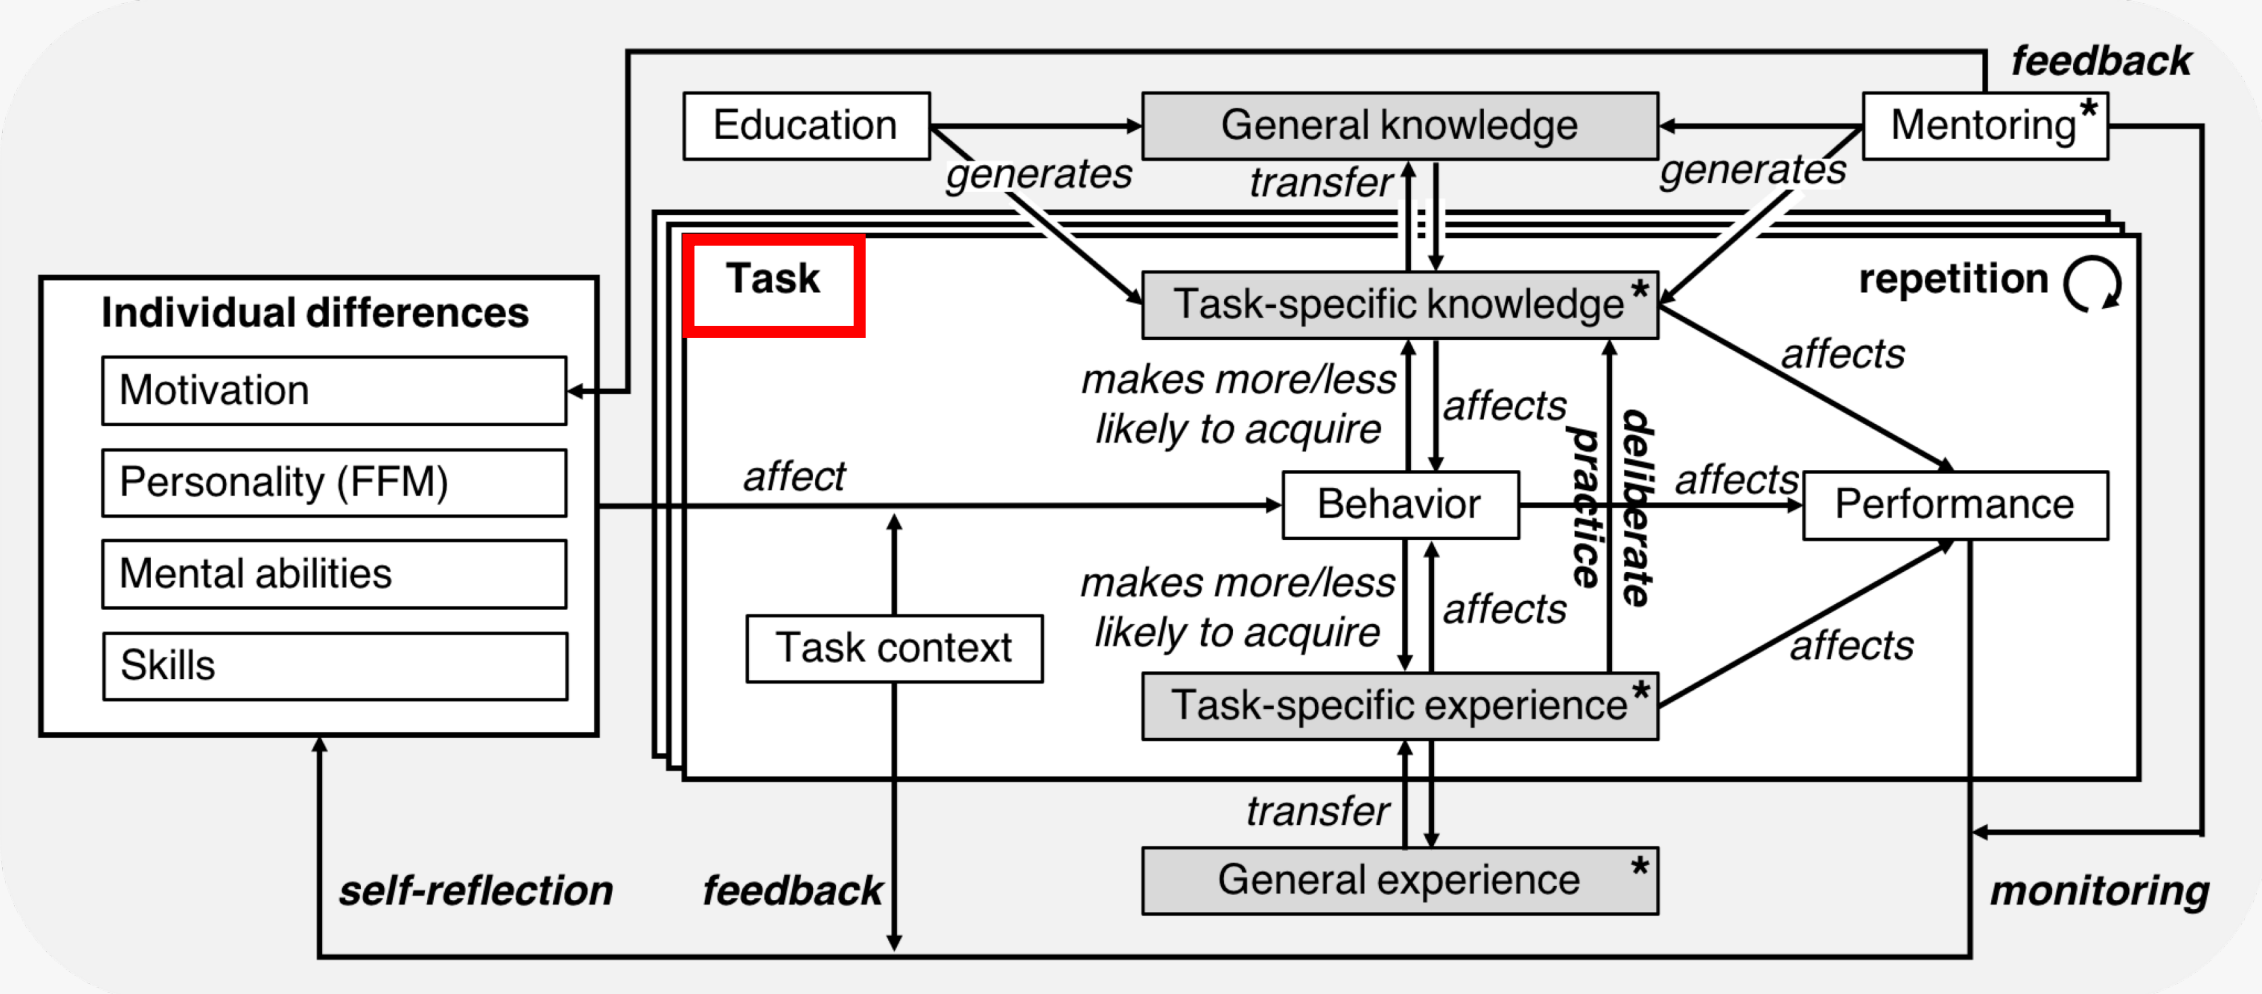 feedback
Education
General knowledge
Mentoring*
generates
transfer
generates
Task
repetition
Individual differences
Task-specific knowledge*
Motivation
makes more/less
likely to acquire
affects
affects
deliberate
practice
Personality (FFM)
affect
Behavior
affects
Performance
Mental abilities
makes more/less
likely to acquire
affects
Task context
affects
Skills
Task-specific experience*
transfer
General experience *
self-reflection
feedback
monitoring